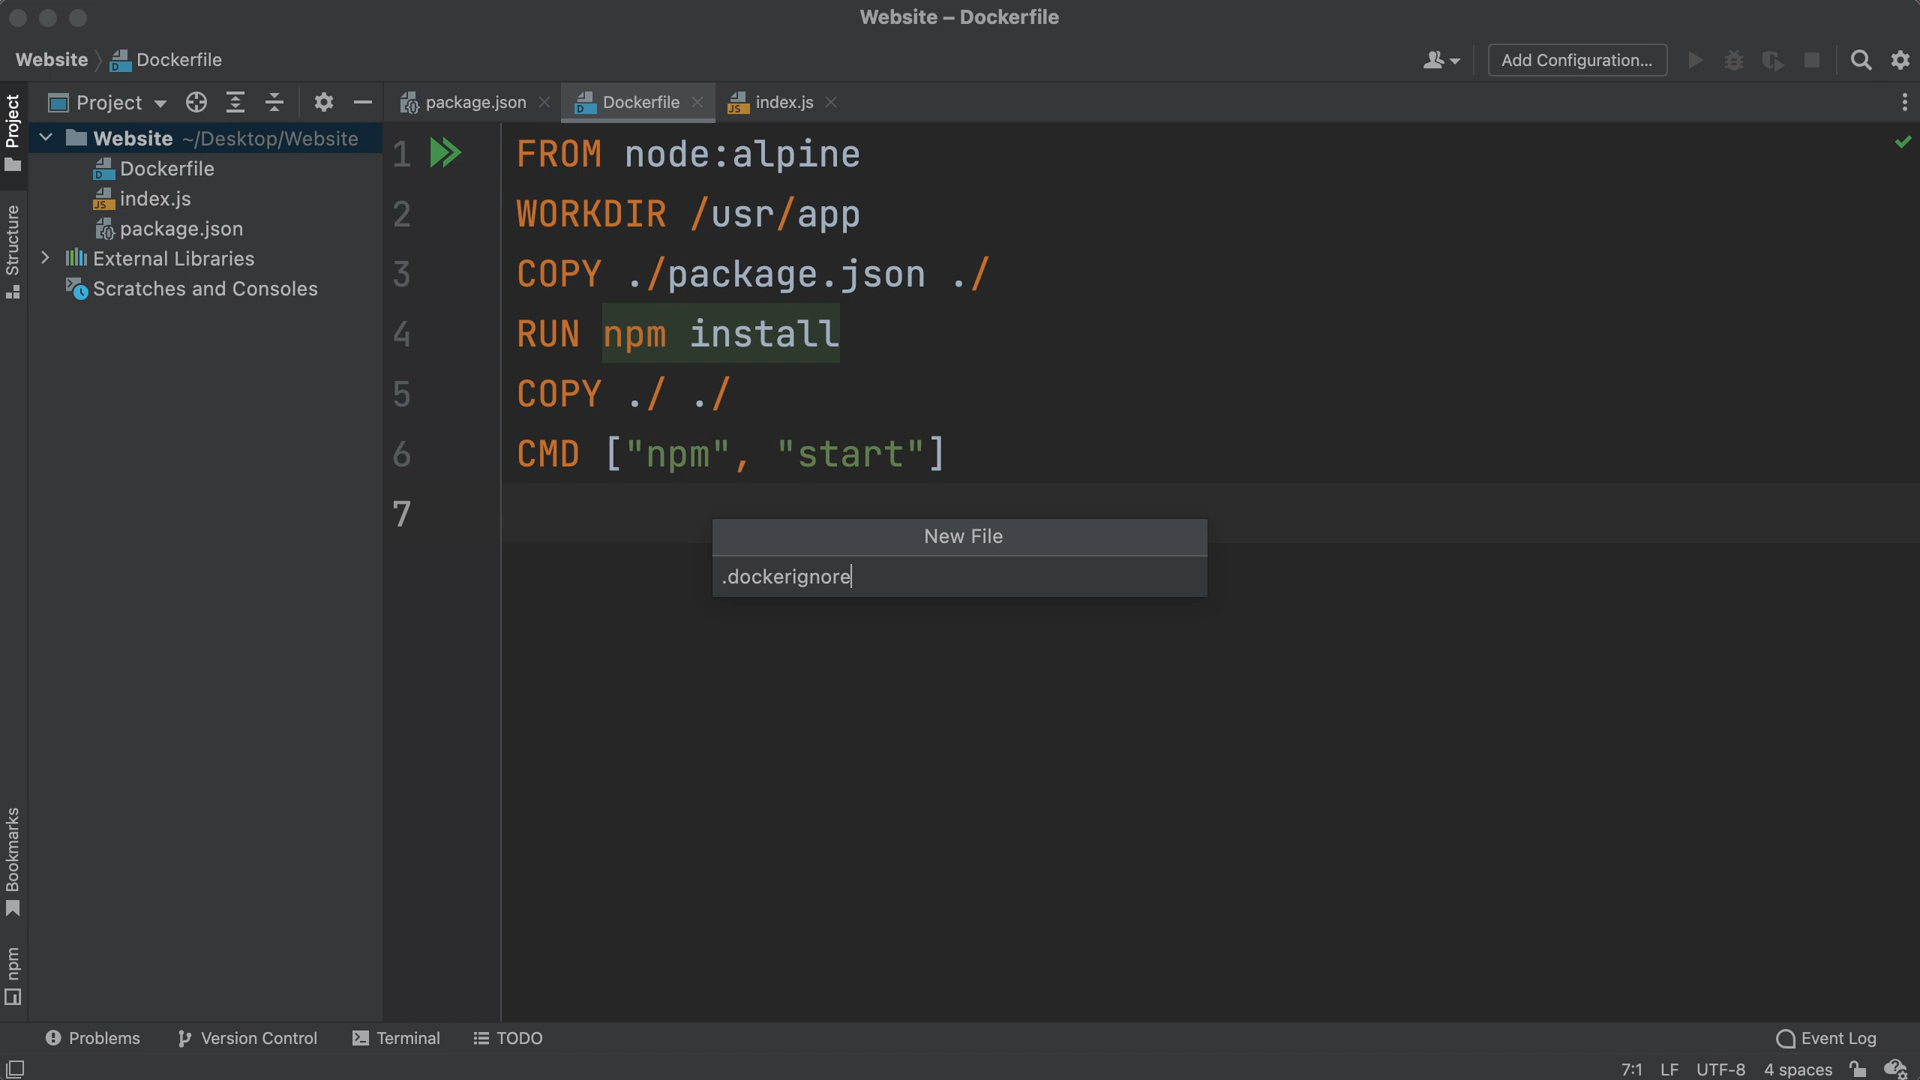 Website – Dockerfile
Website Dockerfile
Add Configuration...
Project
Project
package.json
Dockerfile
index.js
Website ~/Desktop/Website
Dockerfile
index.js
package.json
External Libraries
Scratches and Consoles
Structure
1 FROM node:alpine
2 WORKDIR /usr/app
3 COPY ./package.json ./
4 RUN npm install
5 COPY ./ ./
6 CMD ["npm", "start"]
7
New File
.dockerignore
Bookmarks
npm
Problems Version Control Terminal TODO Event Log
7:1 LF UTF-8 4 spaces